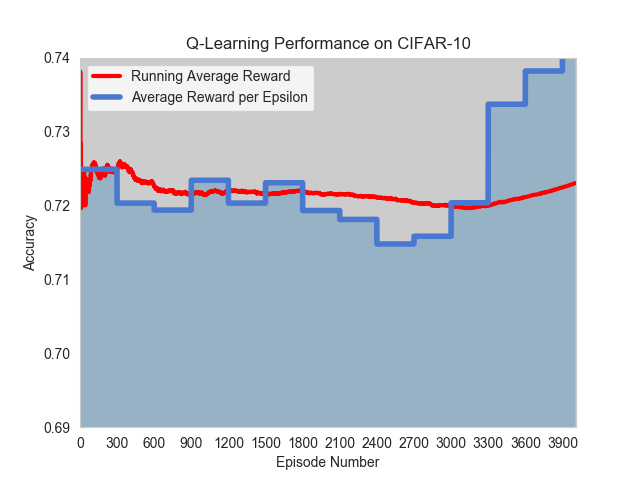 Q-Learning Performance on CIFAR-10
Running Average Reward
Average Reward per Epsilon
0.74
0.73
0.72
0.71
0.70
0.69
Accuracy
0 300 600 900 1200 1500 1800 2100 2400 2700 3000 3300 3600 3900
Episode Number